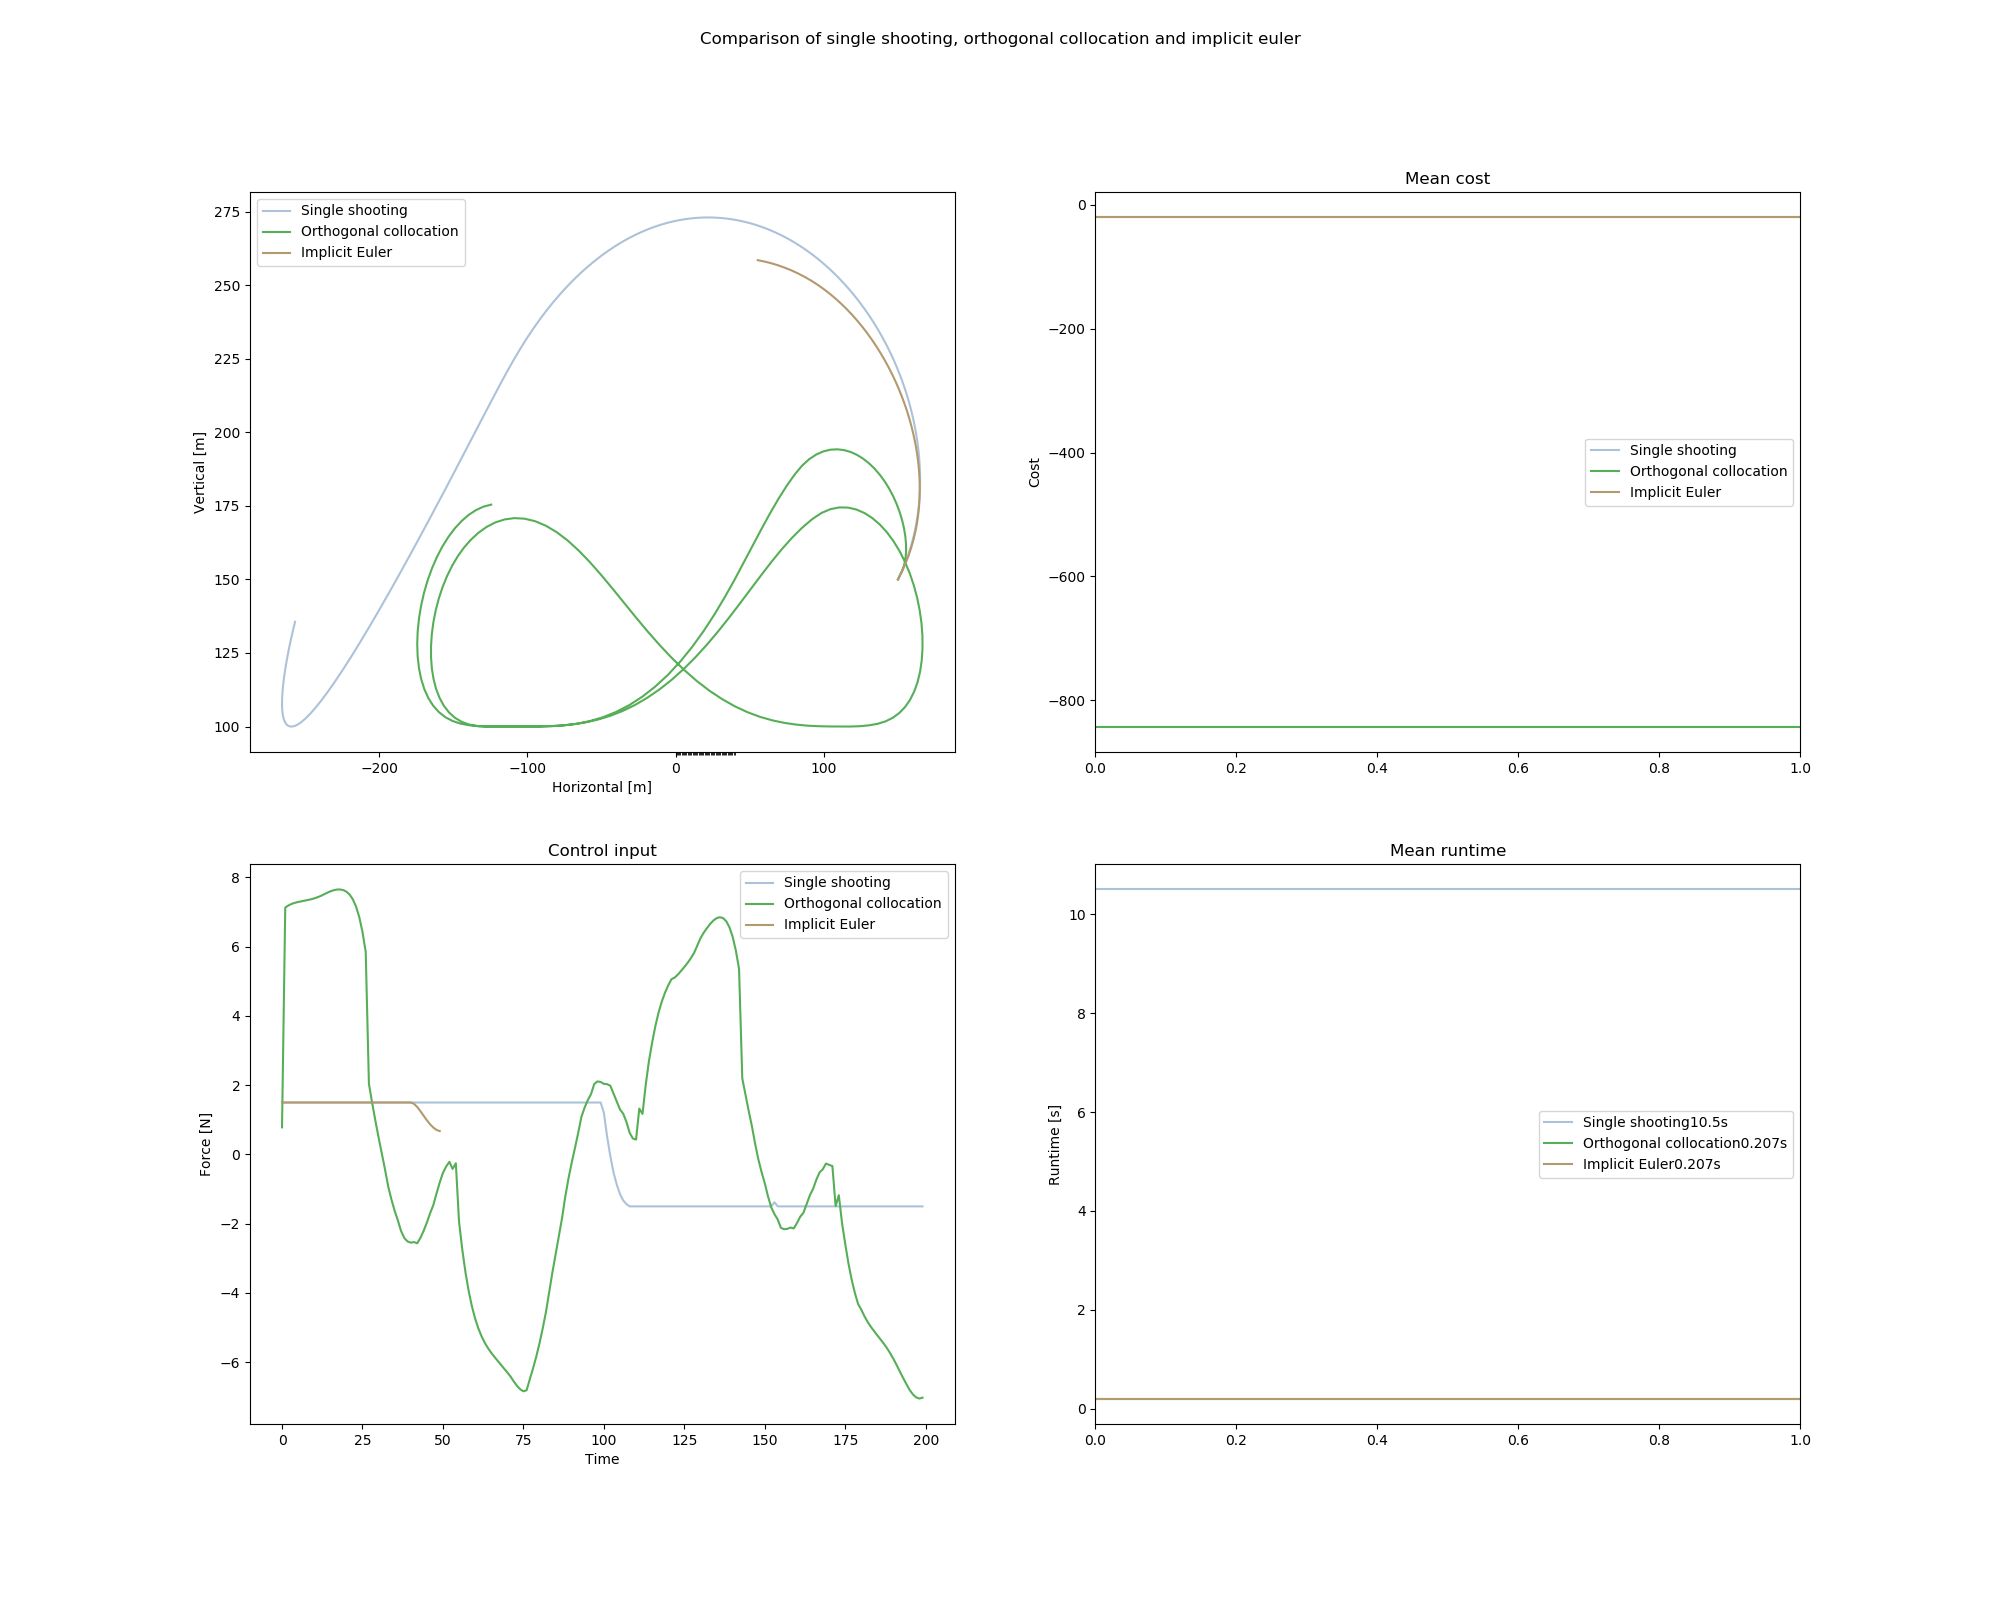 Comparison of single shooting, orthogonal collocation and implicit euler
Single shooting
Orthogonal collocation
Implicit Euler
275
250
225
200
175
150
125
100
Vertical [m]
−200 −100 0 100
Horizontal [m]
Mean cost
0
−200
−400
−600
−800
Cost
Single shooting
Orthogonal collocation
Implicit Euler
0.0 0.2 0.4 0.6 0.8 1.0
Control input
8
6
4
2
0
−2
−4
−6
Force [N]
Single shooting
Orthogonal collocation
Implicit Euler
0 25 50 75 100 125 150 175 200
Time
Mean runtime
10
8
6
4
2
0
Runtime [s]
Single shooting10.5s
Orthogonal collocation0.207s
Implicit Euler0.207s
0.0 0.2 0.4 0.6 0.8 1.0